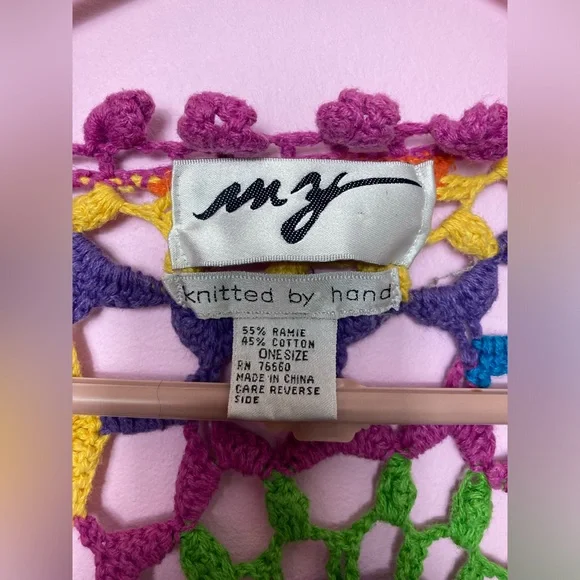 my
knitted by hand
55% RAMIE
45% COTTON
ONE SIZE
RN 76660
MADE IN CHINA
CARE REVERSE
SIDE